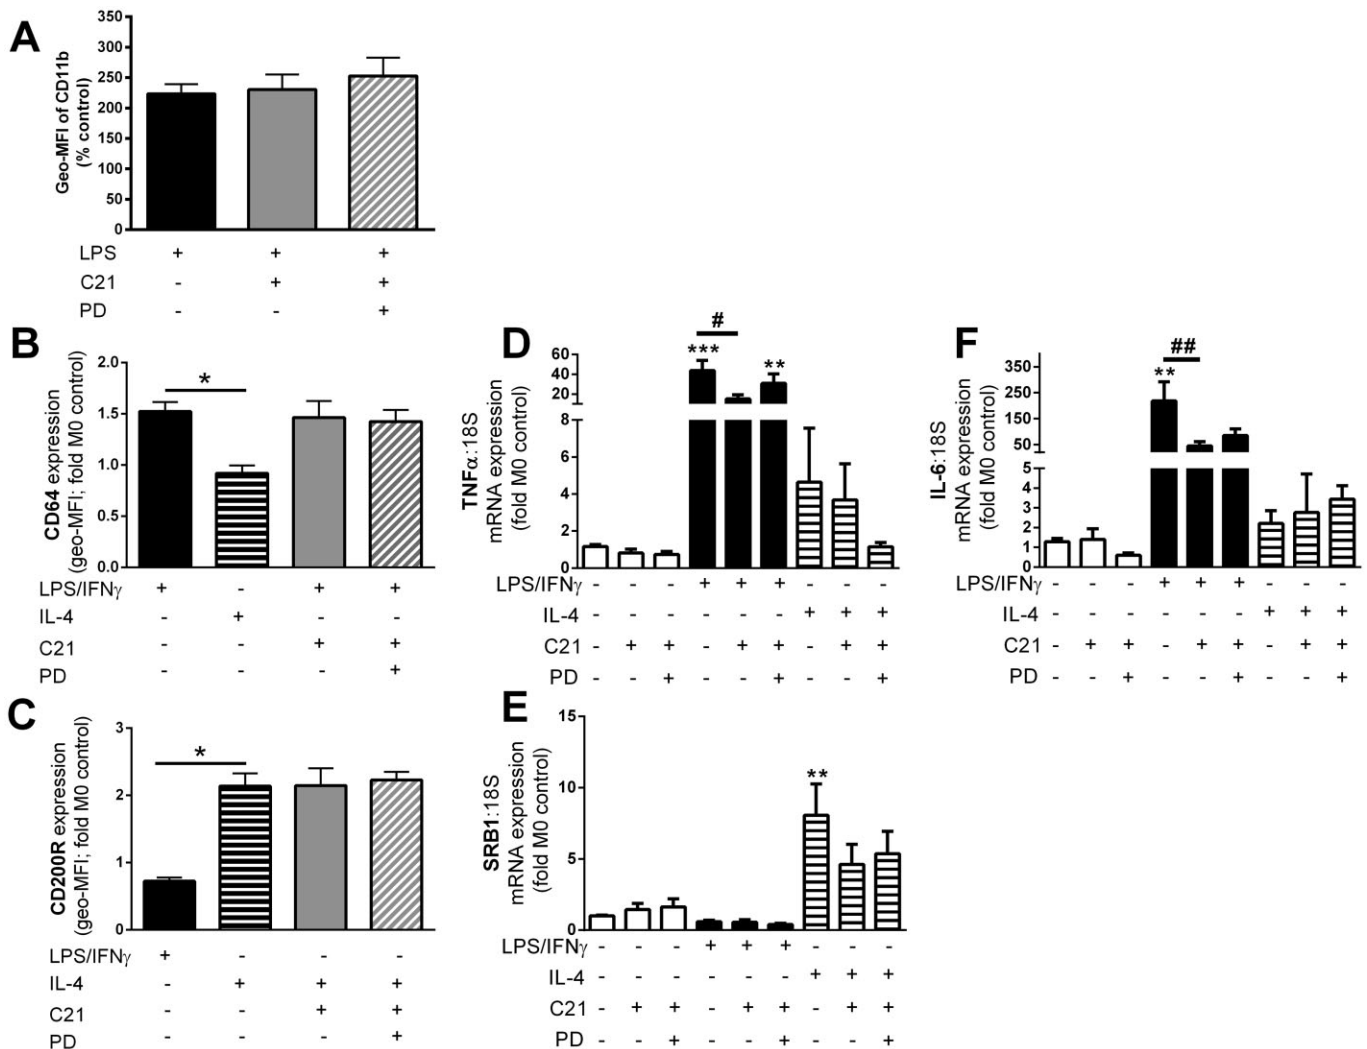 A
Geo-MFI of CD11b
(% control)
350
300
250
200
150
100
50
0
LPS + + +
C21 - + +
PD - - +
B
CD64 expression
(geo-MFI; fold M0 control)
2.0
1.5
1.0
0.5
0.0
*
LPS/IFNγ + - + +
IL-4 - + - -
C21 - - + +
PD - - - +
C
CD200R expression
(geo-MFI; fold M0 control)
3
2
1
0
*
LPS/IFNγ + - - -
IL-4 - + + +
C21 - - + +
PD - - - +
D
TNFα:18S
mRNA expression
(fold M0 control)
60
40
20
8
6
4
2
0
#
*** **
LPS/IFNγ - - - + + + - - -
IL-4 - - - - - - + + +
C21 - + + - + + - + +
PD - - + - - + - - +
E
SRB1:18S
mRNA expression
(fold M0 control)
15
10
5
0
**
LPS/IFNγ - - - + + + - - -
IL-4 - - - - - - + + +
C21 - + + - + + - + +
PD - - + - - + - - +
F
IL-6:18S
mRNA expression
(fold M0 control)
350
250
150
50
5
4
3
2
1
0
##
**
LPS/IFNγ - - - + + + - - -
IL-4 - - - - - - + + +
C21 - + + - + + - + +
PD - - + - - + - - +